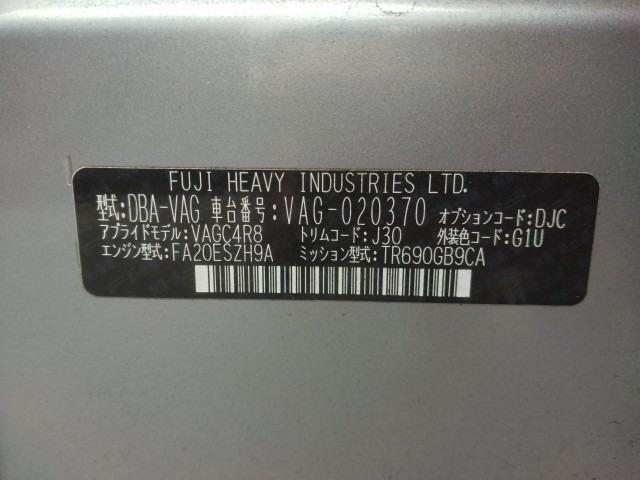 FUJI HEAVY INDUSTRIES LTD.
型式:DBA-VAG 車台番号:VAG-020370 オプションコード:DJC
アプライドモデル:VAGC4R8 トリムコード:J30 外装色コード:G1U
エンジン型式:FA20ESZH9A ミッション型式:TR690GB9CA